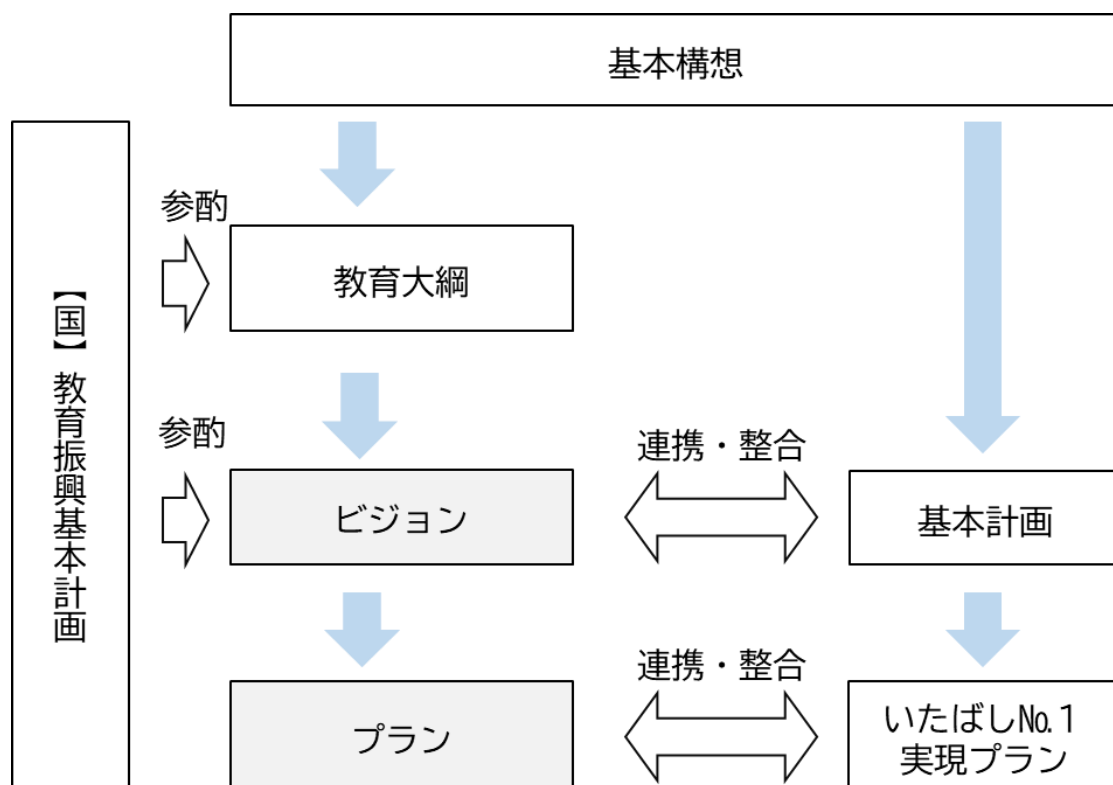 基本構想
【国】教育振興基本計画
参酌
教育大綱
参酌
ビジョン
連携・整合
基本計画
プラン
連携・整合
いたばし№1
実現プラン